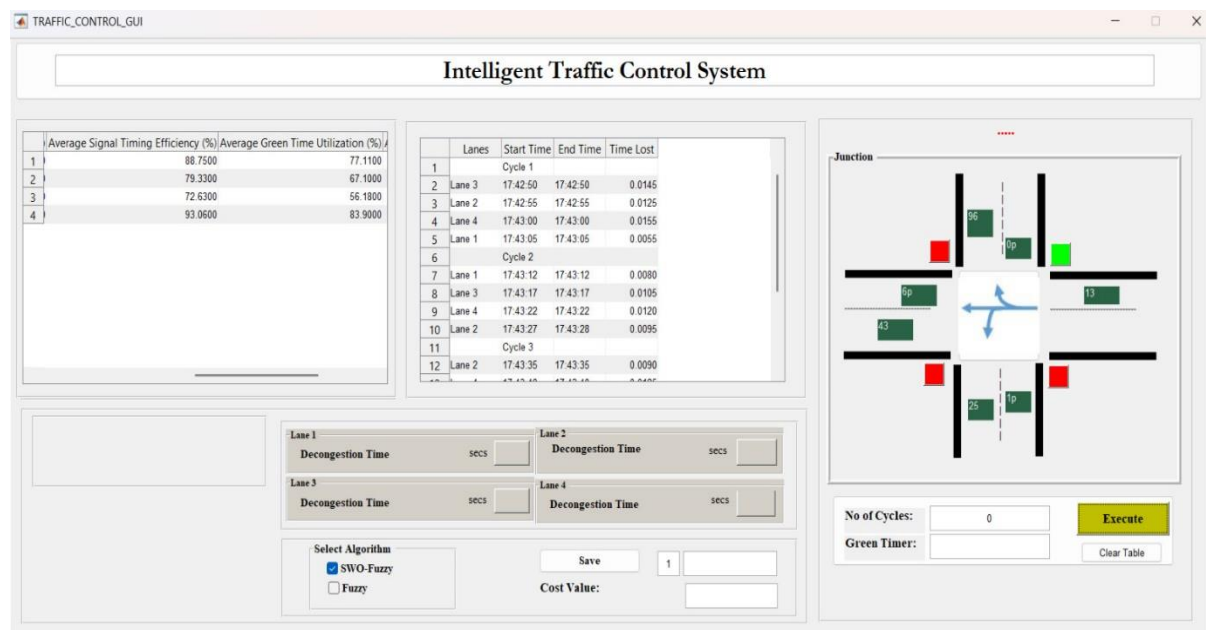 TRAFFIC_CONTROL_GUI
Intelligent Traffic Control System
Average Signal Timing Efficiency (%) Average Green Time Utilization (%)
1 88.7500 77.1100
2 79.3300 67.1000
3 72.6300 56.1800
4 93.0600 83.9000
Lanes Start Time End Time Time Lost
1 Cycle 1
2 Lane 3 17:42:50 17:42:50 0.0145
3 Lane 2 17:42:55 17:42:55 0.0125
4 Lane 4 17:43:00 17:43:00 0.0155
5 Lane 1 17:43:05 17:43:05 0.0055
6 Cycle 2
7 Lane 1 17:43:12 17:43:12 0.0080
8 Lane 3 17:43:17 17:43:17 0.0105
9 Lane 4 17:43:22 17:43:22 0.0120
10 Lane 2 17:43:27 17:43:28 0.0095
11 Cycle 3
12 Lane 2 17:43:35 17:43:35 0.0090
.....
Junction
96
0p
6p
13
43
25
1p
Lane 1
Decongestion Time secs
Lane 2
Decongestion Time secs
Lane 3
Decongestion Time secs
Lane 4
Decongestion Time secs
Select Algorithm
SWO-Fuzzy
Fuzzy
Save 1
Cost Value:
No of Cycles: 0
Execute
Green Timer:
Clear Table